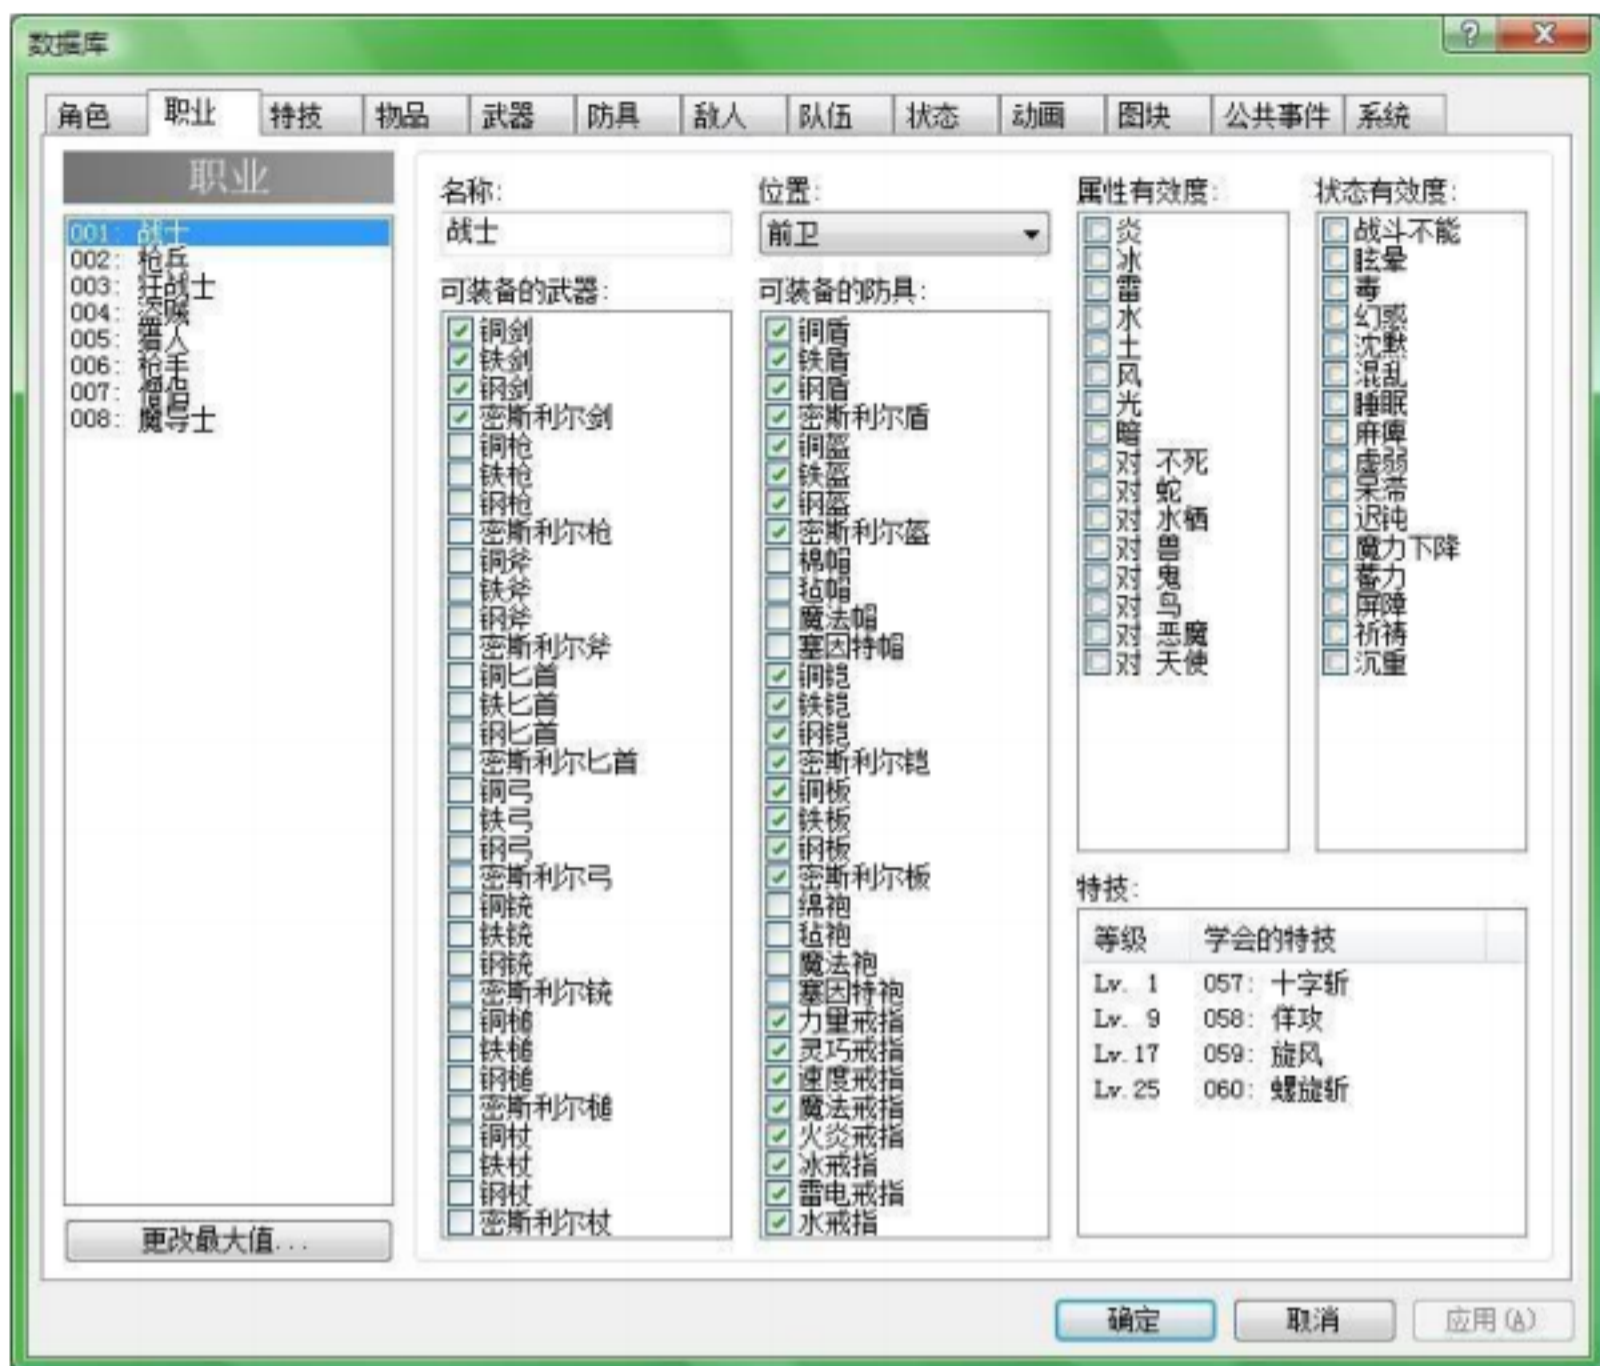 数据库
角色 职业 特技 物品 武器 防具 敌人 队伍 状态 动画 图块 公共事件 系统
职业
001: 战士
002: 枪兵
003: 狂战士
004: 盗贼
005: 猎人
006: 枪手
007: 僧侣
008: 魔导士
更改最大值...
名称:
战士
可装备的武器:
铜剑
铁剑
钢剑
密斯利尔剑
铜枪
铁枪
钢枪
密斯利尔枪
铜斧
铁斧
钢斧
密斯利尔斧
铜匕首
铁匕首
钢匕首
密斯利尔匕首
铜弓
铁弓
钢弓
密斯利尔弓
铜铳
铁铳
钢铳
密斯利尔铳
铜槌
铁槌
钢槌
密斯利尔槌
铜杖
铁杖
钢杖
密斯利尔杖
位置:
前卫
可装备的防具:
铜盾
铁盾
钢盾
密斯利尔盾
铜盔
铁盔
钢盔
密斯利尔盔
棉帽
毡帽
魔法帽
塞因特帽
铜铠
铁铠
钢铠
密斯利尔铠
铜板
铁板
钢板
密斯利尔板
绵袍
毡袍
魔法袍
塞因特袍
力量戒指
灵巧戒指
速度戒指
魔法戒指
火炎戒指
冰戒指
雷电戒指
水戒指
属性有效度:
炎
冰
雷
水
土
风
光
暗
对 不死
对 蛇
对 水栖
对 兽
对 鬼
对 鸟
对 恶魔
对 天使
状态有效度:
战斗不能
眩晕
毒
幻惑
沈默
混乱
睡眠
麻痺
虚弱
呆滞
迟钝
魔力下降
蓄力
屏障
祈祷
沉重
特技:
等级 学会的特技
Lv. 1 057: 十字斩
Lv. 9 058: 佯攻
Lv.17 059: 旋风
Lv.25 060: 螺旋斩
确定 取消 应用(A)